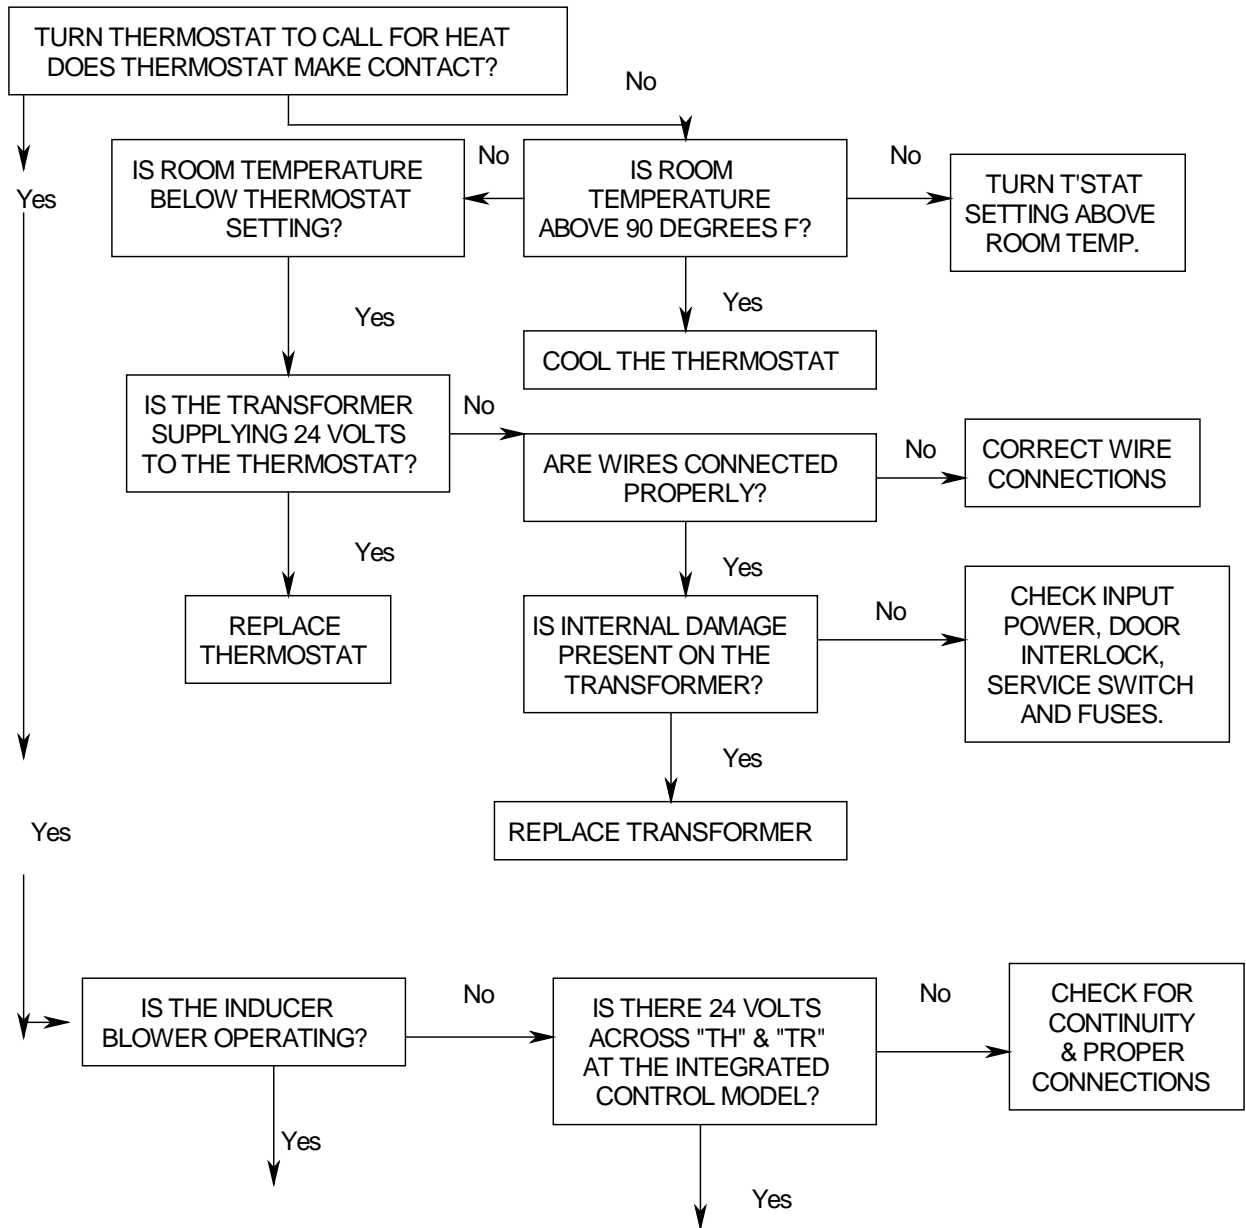 TURN THERMOSTAT TO CALL FOR HEAT
DOES THERMOSTAT MAKE CONTACT?
No
Yes
IS ROOM TEMPERATURE
BELOW THERMOSTAT
SETTING?
No
IS ROOM
TEMPERATURE
ABOVE 90 DEGREES F?
No
TURN T'STAT
SETTING ABOVE
ROOM TEMP.
Yes
Yes
COOL THE THERMOSTAT
IS THE TRANSFORMER
SUPPLYING 24 VOLTS
TO THE THERMOSTAT?
No
ARE WIRES CONNECTED
PROPERLY?
No
CORRECT WIRE
CONNECTIONS
Yes
Yes
REPLACE
THERMOSTAT
IS INTERNAL DAMAGE
PRESENT ON THE
TRANSFORMER?
No
CHECK INPUT
POWER, DOOR
INTERLOCK,
SERVICE SWITCH
AND FUSES.
Yes
REPLACE TRANSFORMER
Yes
IS THE INDUCER
BLOWER OPERATING?
No
IS THERE 24 VOLTS
ACROSS "TH" & "TR"
AT THE INTEGRATED
CONTROL MODEL?
No
CHECK FOR
CONTINUITY
& PROPER
CONNECTIONS
Yes
Yes